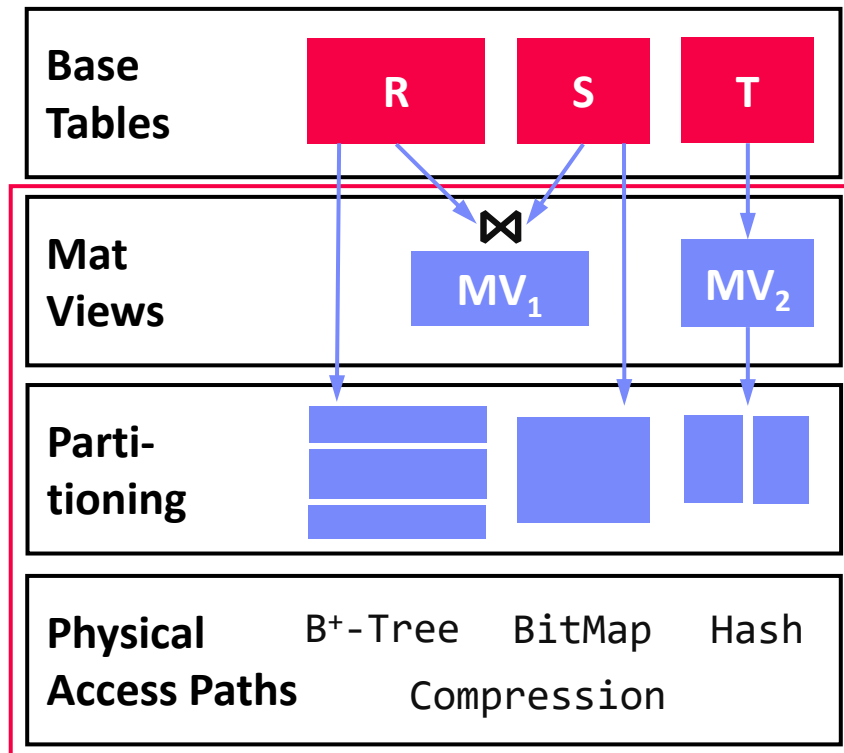 Base
Tables
R
S
T
⋈
Mat
Views
MV₁
MV₂
Parti-
tioning
Physical
Access Paths
B⁺-Tree
BitMap
Hash
Compression